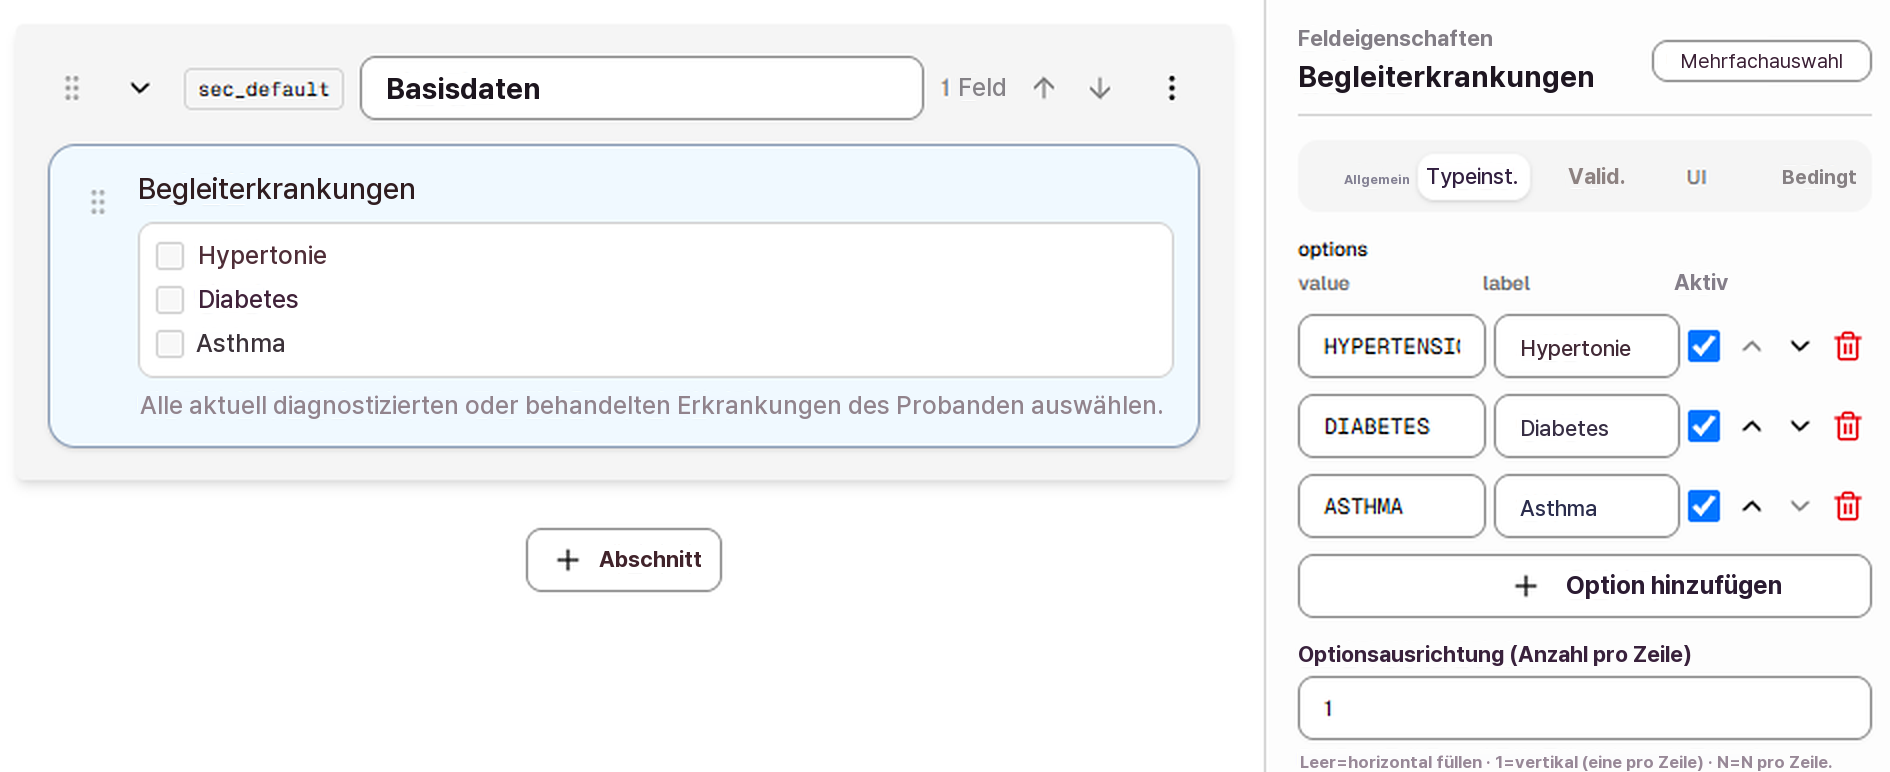 sec_default
Basisdaten
1 Feld
Begleiterkrankungen
Hypertonie
Diabetes
Asthma
Alle aktuell diagnostizierten oder behandelten Erkrankungen des Probanden auswählen.
Abschnitt
Feldeigenschaften
Begleiterkrankungen
Mehrfachauswahl
Allgemein Typeinst. Valid. UI Bedingt
options
value label Aktiv
HYPERTENSI Hypertonie
DIABETES Diabetes
ASTHMA Asthma
Option hinzufügen
Optionsausrichtung (Anzahl pro Zeile)
1
Leer=horizontal füllen · 1=vertikal (eine pro Zeile) · N=N pro Zeile.